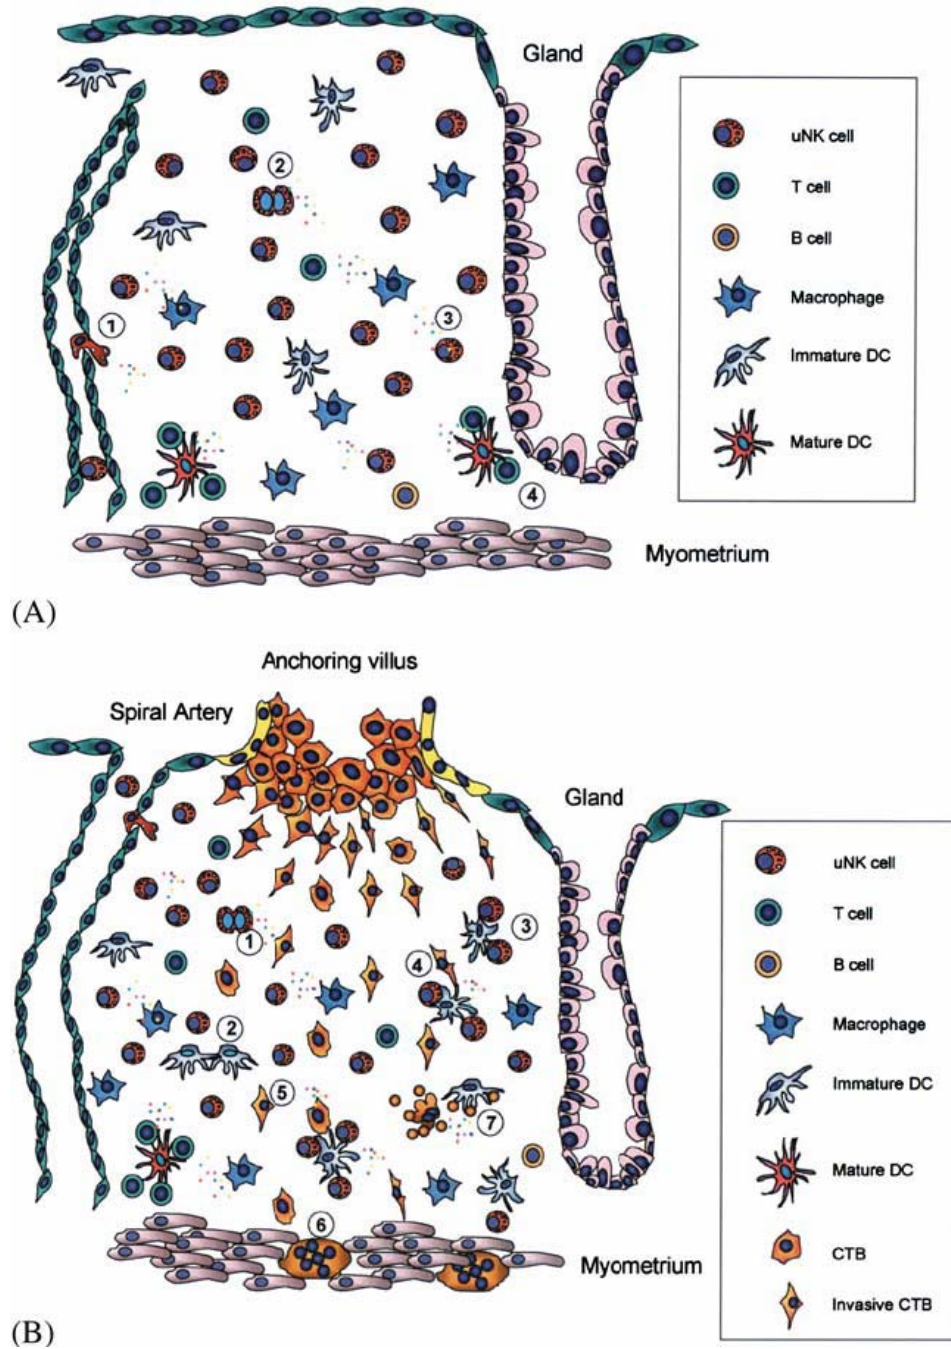 Gland
uNK cell
2
T cell
B cell
Macrophage
1
3
Immature DC
Mature DC
4
Myometrium
(A)
Anchoring villus
Spiral Artery
Gland
uNK cell
T cell
3
1
4
B cell
2
Macrophage
5
Immature DC
7
Mature DC
6
CTB
Myometrium
Invasive CTB
(B)